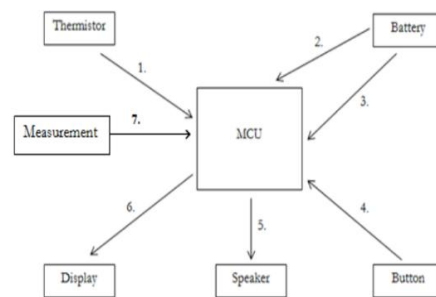 Thermistor
2.
Battery
1.
3.
Measurement
7.
MCU
6.
5.
4.
Display
Speaker
Button